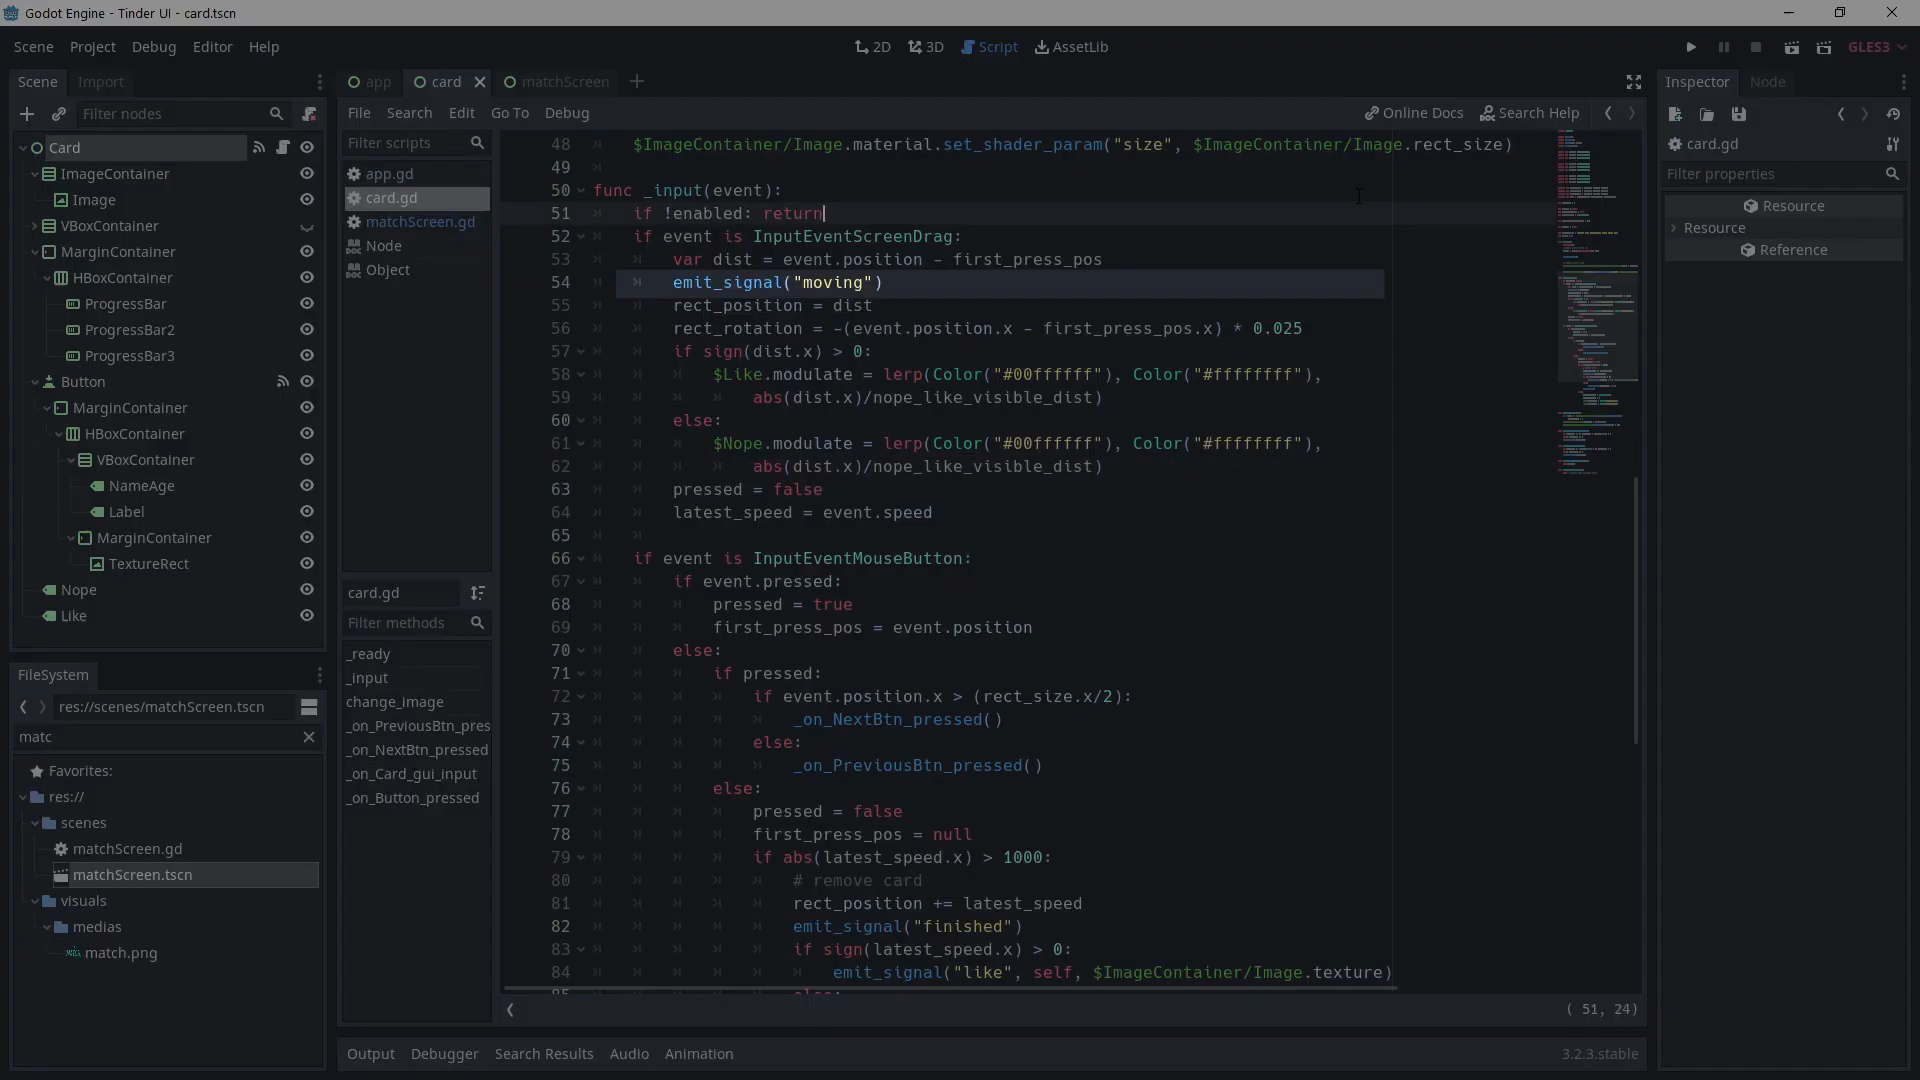 Godot Engine - Tinder UI - card.tscn
Scene Project Debug Editor Help
2D 3D Script AssetLib
GLES3
Scene Import
Filter nodes
Card
ImageContainer
Image
VBoxContainer
MarginContainer
HBoxContainer
ProgressBar
ProgressBar2
ProgressBar3
Button
MarginContainer
HBoxContainer
VBoxContainer
NameAge
Label
MarginContainer
TextureRect
Nope
Like
FileSystem
res://scenes/matchScreen.tscn
matc
Favorites:
res://
scenes
matchScreen.gd
matchScreen.tscn
visuals
medias
match.png
app card matchScreen
File Search Edit Go To Debug
Online Docs Search Help
Filter scripts
app.gd
card.gd
matchScreen.gd
Node
Object
card.gd
Filter methods
_ready
_input
change_image
_on_PreviousBtn_pres
_on_NextBtn_pressed
_on_Card_gui_input
_on_Button_pressed
48 $ImageContainer/Image.material.set_shader_param("size", $ImageContainer/Image.rect_size)
49
50 func _input(event):
51 if !enabled: return
52 if event is InputEventScreenDrag:
53 var dist = event.position - first_press_pos
54 emit_signal("moving")
55 rect_position = dist
56 rect_rotation = -(event.position.x - first_press_pos.x) * 0.025
57 if sign(dist.x) > 0:
58 $Like.modulate = lerp(Color("#00ffffff"), Color("#ffffffff"),
59 abs(dist.x)/nope_like_visible_dist)
60 else:
61 $Nope.modulate = lerp(Color("#00ffffff"), Color("#ffffffff"),
62 abs(dist.x)/nope_like_visible_dist)
63 pressed = false
64 latest_speed = event.speed
65
66 if event is InputEventMouseButton:
67 if event.pressed:
68 pressed = true
69 first_press_pos = event.position
70 else:
71 if pressed:
72 if event.position.x > (rect_size.x/2):
73 _on_NextBtn_pressed()
74 else:
75 _on_PreviousBtn_pressed()
76 else:
77 pressed = false
78 first_press_pos = null
79 if abs(latest_speed.x) > 1000:
80 # remove card
81 rect_position += latest_speed
82 emit_signal("finished")
83 if sign(latest_speed.x) > 0:
84 emit_signal("like", self, $ImageContainer/Image.texture)
85 else:
( 51, 24)
Output Debugger Search Results Audio Animation
3.2.3.stable
Inspector Node
card.gd
Filter properties
Resource
Resource
Reference